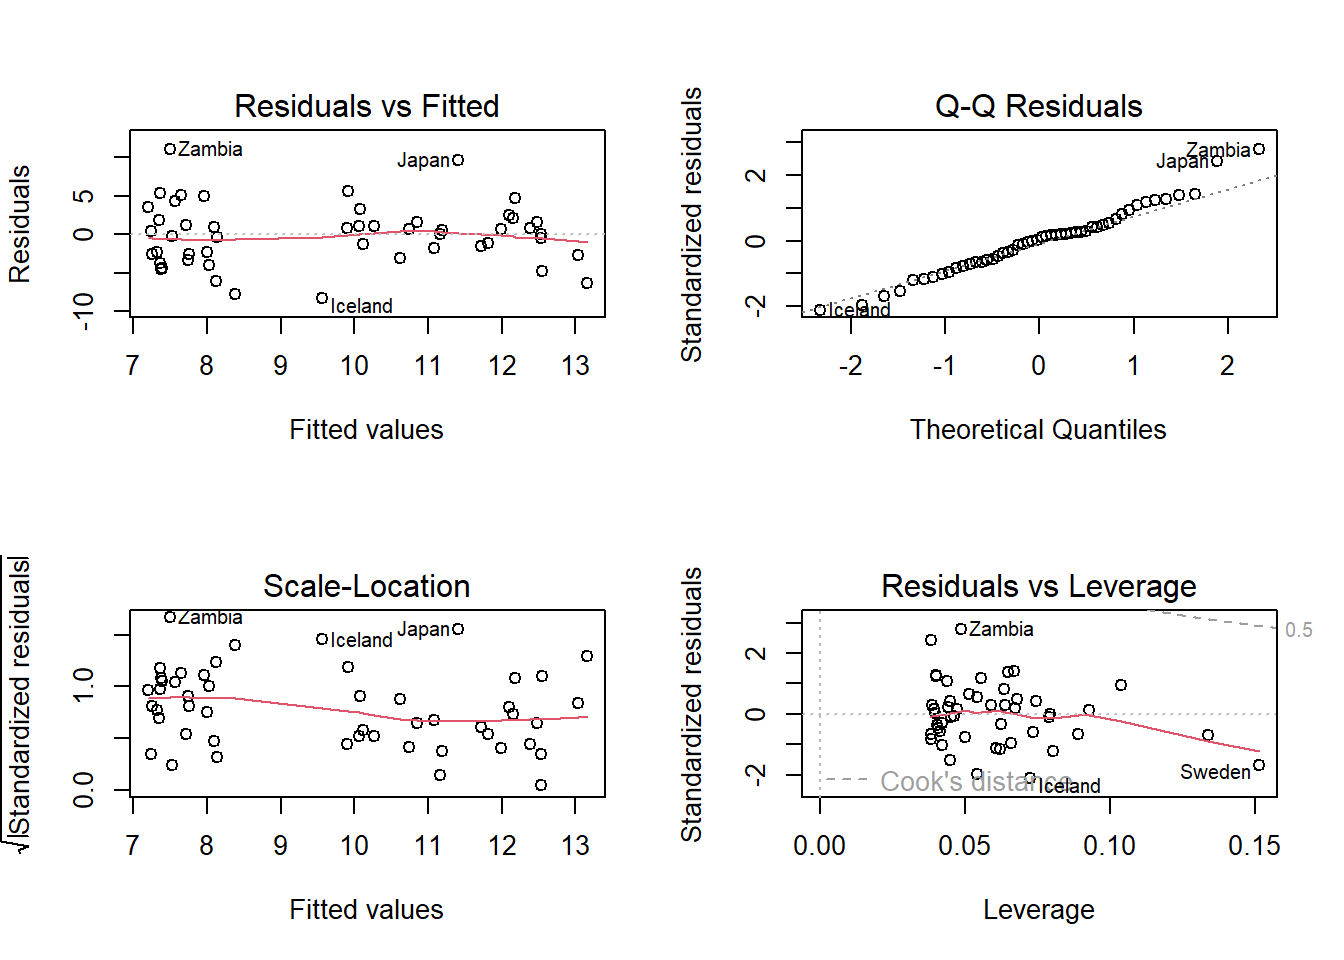 Residuals vs Fitted
Residuals
5
0
-10
Zambia
Japan
Iceland
7 8 9 10 11 12 13
Fitted values
Q-Q Residuals
Standardized residuals
2
0
-2
Zambia
Japan
Iceland
-2 -1 0 1 2
Theoretical Quantiles
Scale-Location
√|Standardized residuals|
1.0
0.0
Zambia
Iceland
Japan
7 8 9 10 11 12 13
Fitted values
Residuals vs Leverage
Standardized residuals
2
0
-2
Zambia
0.5
Sweden
Cook's distance
Iceland
0.00 0.05 0.10 0.15
Leverage